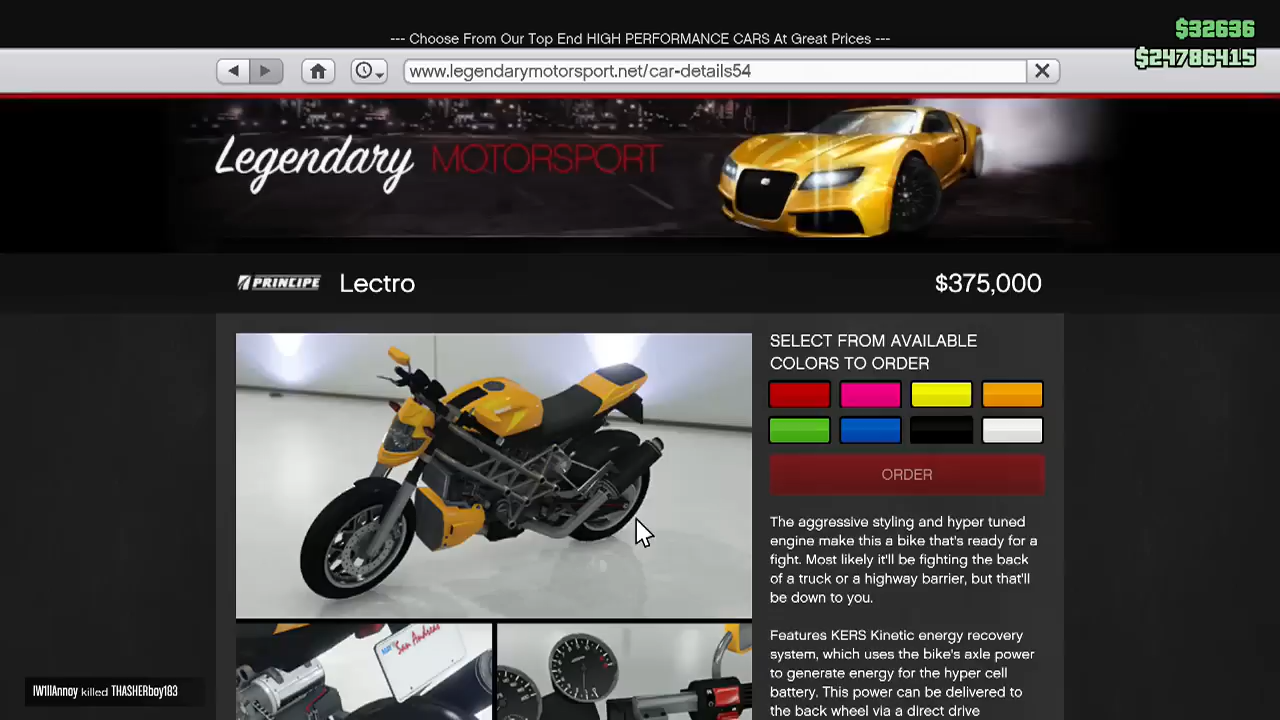 --- Choose From Our Top End HIGH PERFORMANCE CARS At Great Prices ---
$32636
$24786415
www.legendarymotorsport.net/car-details54
Legendary MOTORSPORT
PRINCIPE Lectro $375,000
SELECT FROM AVAILABLE
COLORS TO ORDER
ORDER
The aggressive styling and hyper tuned
engine make this a bike that's ready for a
fight. Most likely it'll be fighting the back
of a truck or a highway barrier, but that'll
be down to you.
Features KERS Kinetic energy recovery
system, which uses the bike's axle power
to generate energy for the hyper cell
battery. This power can be delivered to
the back wheel via a direct drive
San Andreas
IW1llAnnoy killed THASHERboy103